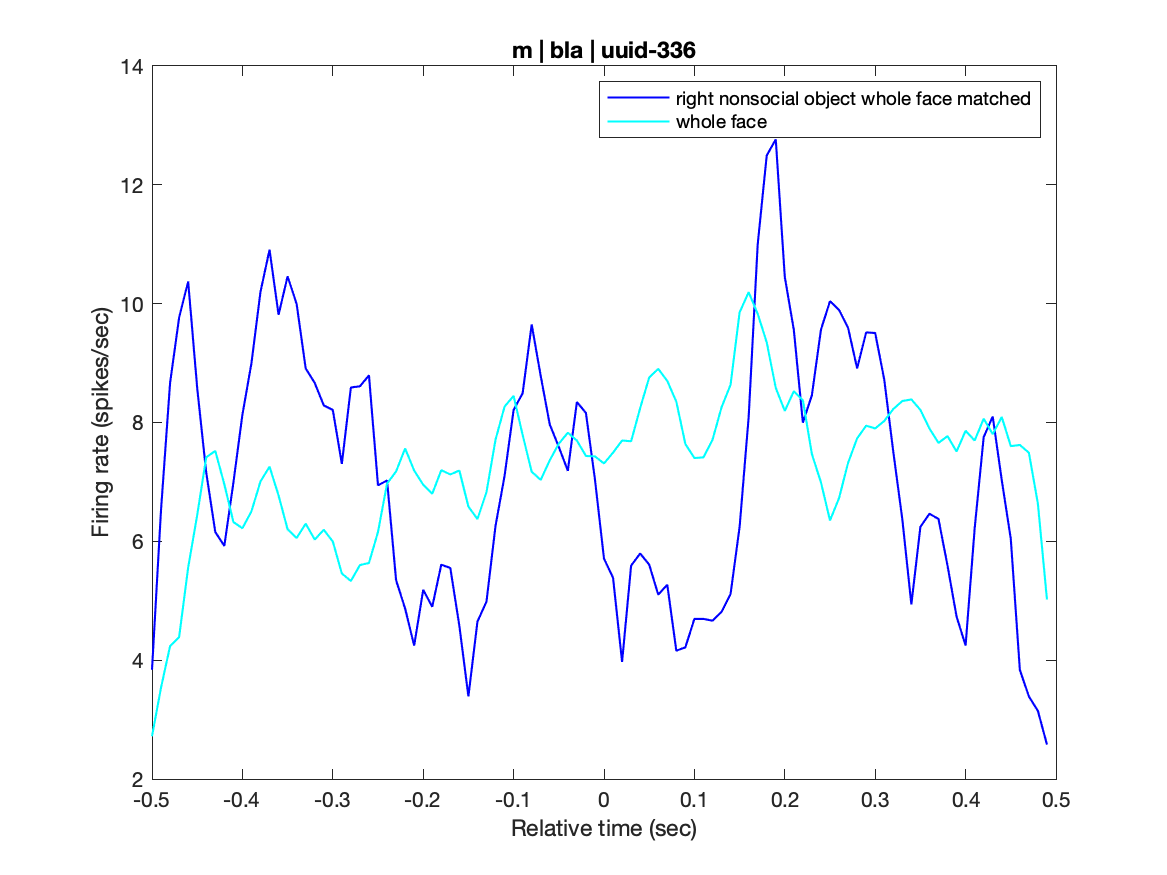 m | bla | uuid-336
right nonsocial object whole face matched
whole face
Firing rate (spikes/sec)
14
12
10
8
6
4
2
-0.5 -0.4 -0.3 -0.2 -0.1 0 0.1 0.2 0.3 0.4 0.5
Relative time (sec)